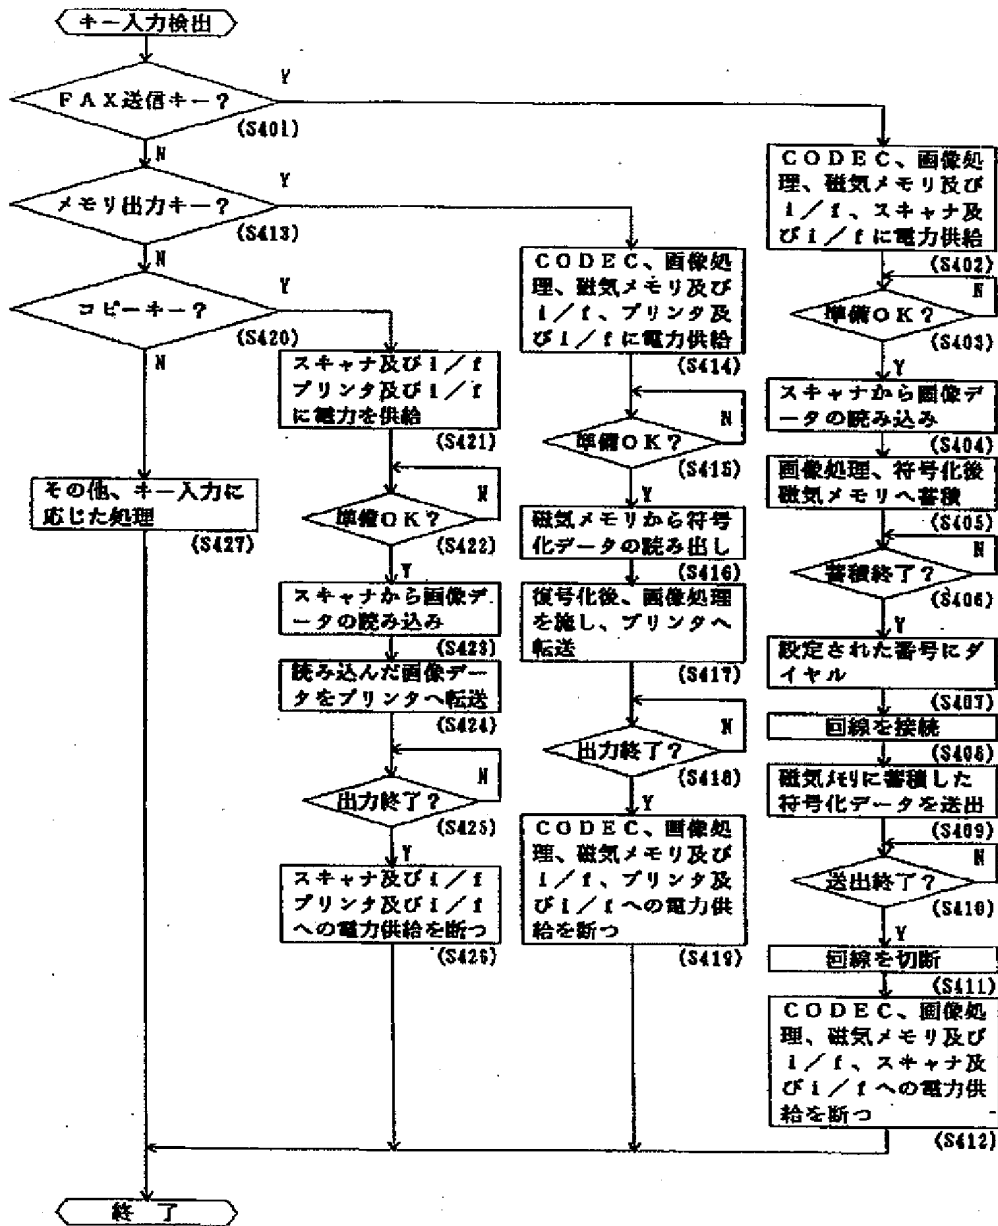 キー入力検出
FAX送信キー？
Y
(S401)
N
メモリ出力キー？
Y
(S413)
N
コピーキー？
Y
(S420)
N
その他、キー入力に
応じた処理
(S427)
スキャナ及びi／f
プリンタ及びi／f
に電力を供給
(S421)
準備OK？
N
(S422)
Y
スキャナから画像デ
ータの読み込み
(S423)
読み込んだ画像デー
タをプリンタへ転送
(S424)
出力終了？
N
(S425)
Y
スキャナ及びi／f
プリンタ及びi／f
への電力供給を断つ
(S426)
CODEC、画像処
理、磁気メモリ及び
i／f、プリンタ及
びi／fに電力供給
(S414)
準備OK？
N
(S415)
Y
磁気メモリから符号
化データの読み出し
(S416)
復号化後、画像処理
を施し、プリンタへ
転送
(S417)
出力終了？
N
(S418)
Y
CODEC、画像処
理、磁気メモリ及び
i／f、プリンタ及
びi／fへの電力供
給を断つ
(S419)
CODEC、画像処
理、磁気メモリ及び
i／f、スキャナ及
びi／fに電力供給
(S402)
準備OK？
N
(S403)
Y
スキャナから画像デ
ータの読み込み
(S404)
画像処理、符号化後
磁気メモリへ蓄積
(S405)
蓄積終了？
N
(S406)
Y
設定された番号にダ
イヤル
(S407)
回線を接続
(S408)
磁気メモリに蓄積した
符号化データを送出
(S409)
送出終了？
N
(S410)
Y
回線を切断
(S411)
CODEC、画像処
理、磁気メモリ及び
i／f、スキャナ及
びi／fへの電力供
給を断つ
(S412)
終 了